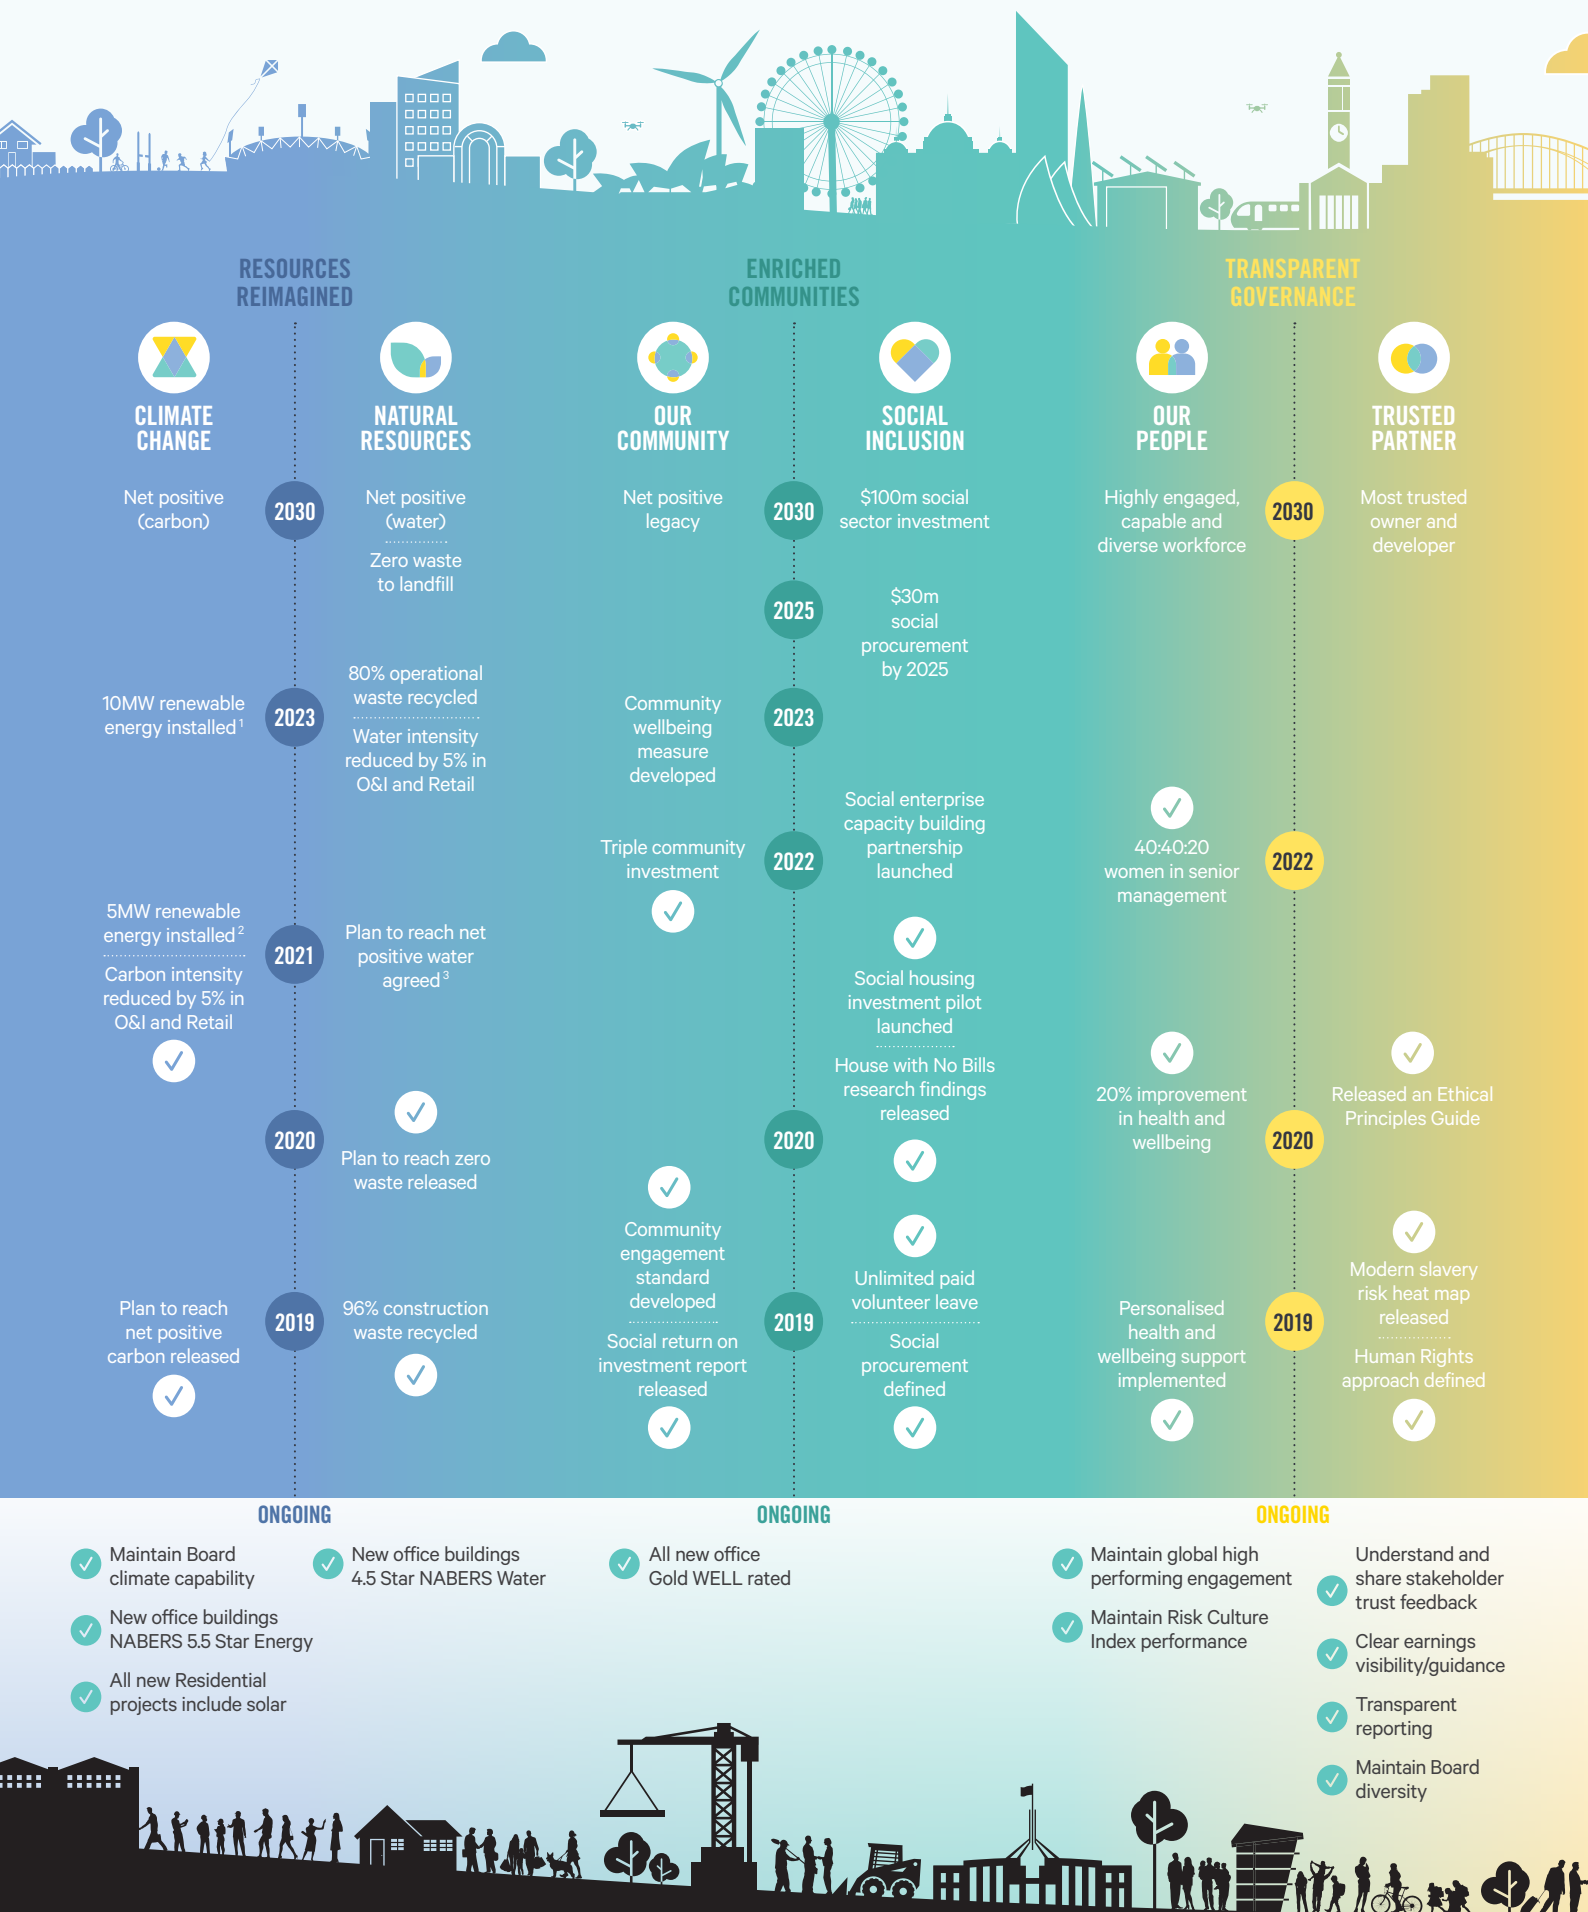 RESOURCES
REIMAGINED
CLIMATE
CHANGE
NATURAL
RESOURCES
Net positive
(carbon)
2030
Net positive
(water)
Zero waste
to landfill
10MW renewable
energy installed 1
2023
80% operational
waste recycled
Water intensity
reduced by 5% in
O&I and Retail
5MW renewable
energy installed 2
Carbon intensity
reduced by 5% in
O&I and Retail
2021
Plan to reach net
positive water
agreed 3
2020
Plan to reach zero
waste released
Plan to reach
net positive
carbon released
2019
96% construction
waste recycled
ENRICHED
COMMUNITIES
OUR
COMMUNITY
SOCIAL
INCLUSION
Net positive
legacy
2030
$100m social
sector investment
2025
$30m
social
procurement
by 2025
Community
wellbeing
measure
developed
2023
Triple community
investment
2022
Social enterprise
capacity building
partnership
launched
Social housing
investment pilot
launched
House with No Bills
research findings
released
2020
Community
engagement
standard
developed
Social return on
investment report
released
2019
Unlimited paid
volunteer leave
Social
procurement
defined
TRANSPARENT
GOVERNANCE
OUR
PEOPLE
TRUSTED
PARTNER
Highly engaged,
capable and
diverse workforce
2030
Most trusted
owner and
developer
40:40:20
women in senior
management
2022
20% improvement
in health and
wellbeing
2020
Released an Ethical
Principles Guide
Personalised
health and
wellbeing support
implemented
2019
Modern slavery
risk heat map
released
Human Rights
approach defined
ONGOING
Maintain Board
climate capability
New office buildings
NABERS 5.5 Star Energy
All new Residential
projects include solar
New office buildings
4.5 Star NABERS Water
ONGOING
All new office
Gold WELL rated
ONGOING
Maintain global high
performing engagement
Maintain Risk Culture
Index performance
Understand and
share stakeholder
trust feedback
Clear earnings
visibility/guidance
Transparent
reporting
Maintain Board
diversity